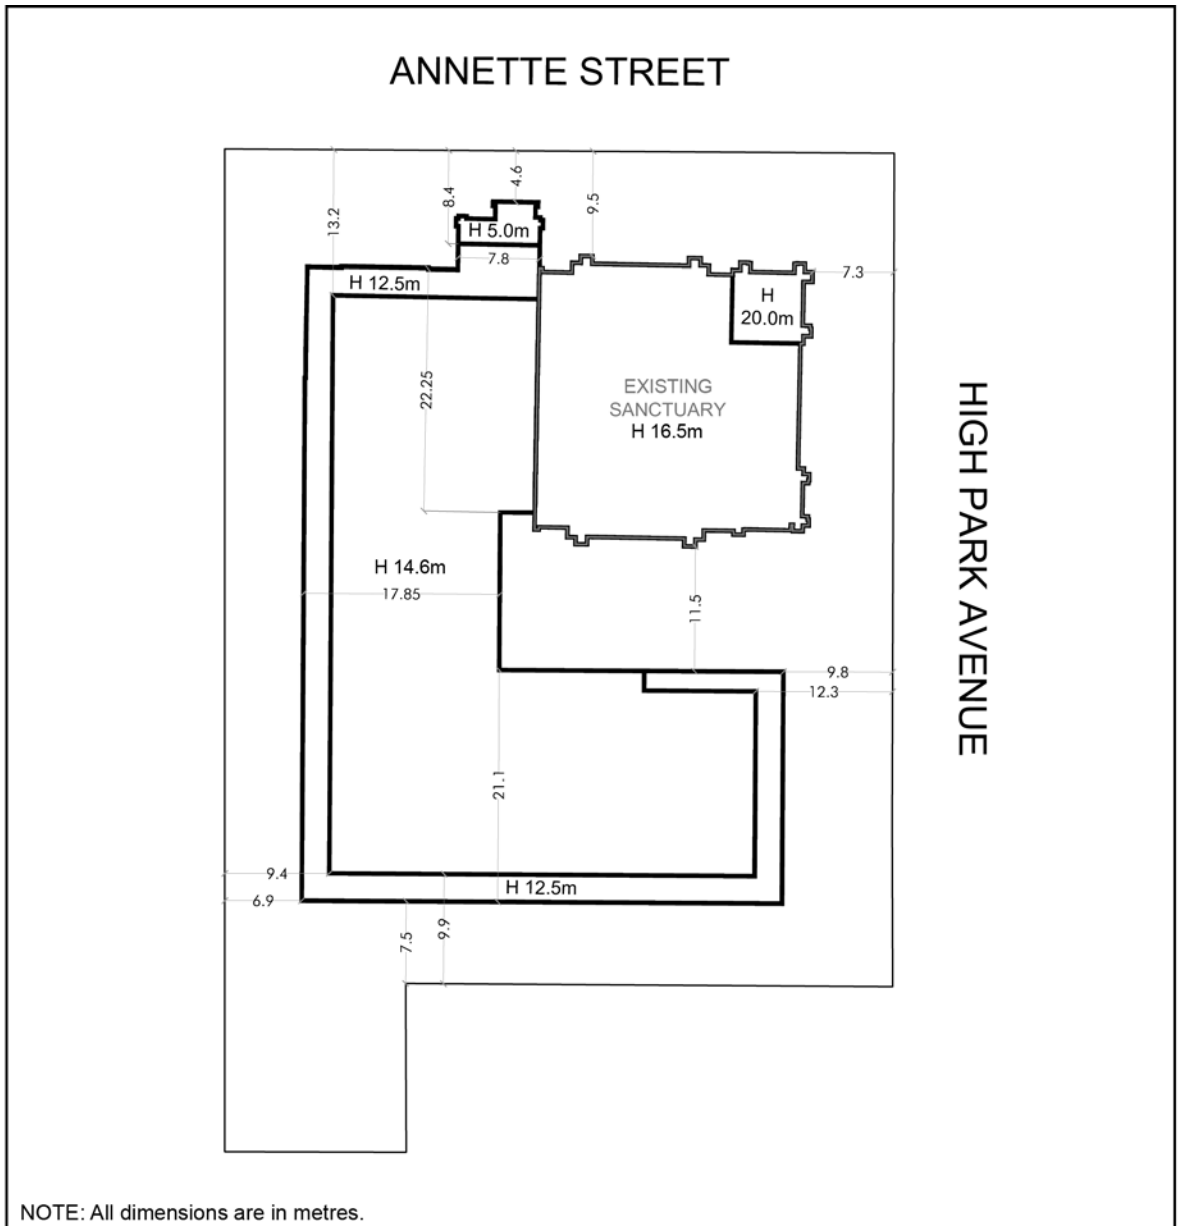 ANNETTE STREET
4.6
8.4
9.5
13.2
H 5.0m
7.8
7.3
H 12.5m
H
20.0m
22.25
EXISTING
SANCTUARY
H 16.5m
HIGH PARK AVENUE
H 14.6m
17.85
11.5
9.8
12.3
21.1
9.4
H 12.5m
6.9
7.5
9.9
NOTE: All dimensions are in metres.